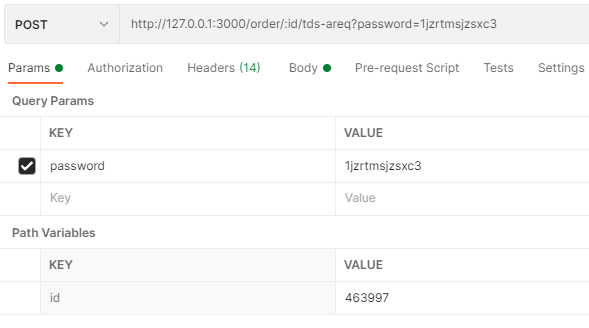 POST http://127.0.0.1:3000/order/:id/tds-areq?password=1jzrtmsjzsxc3
Params Authorization Headers (14) Body Pre-request Script Tests Settings
Query Params
KEY VALUE
password 1jzrtmsjzsxc3
Key Value
Path Variables
KEY VALUE
id 463997